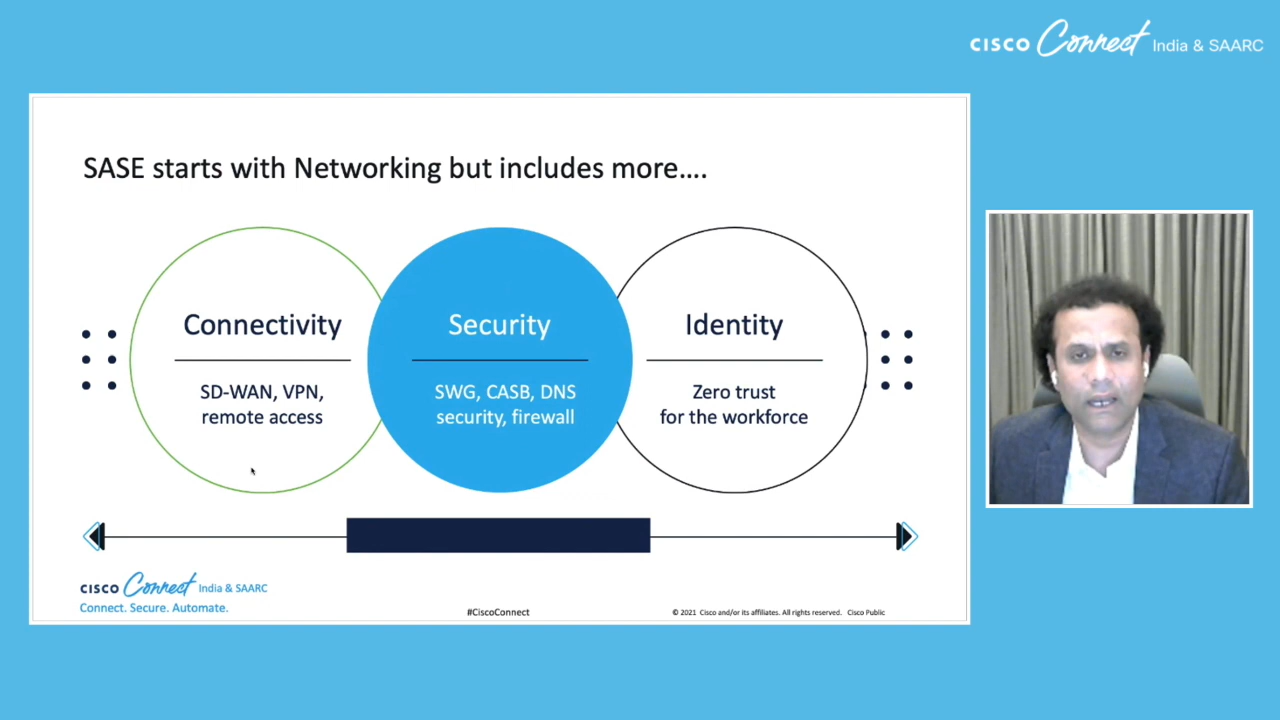 CISCO Connect India & SAARC
SASE starts with Networking but includes more....
Connectivity
SD-WAN, VPN,
remote access
Security
SWG, CASB, DNS
security, firewall
Identity
Zero trust
for the workforce
CISCO Connect India & SAARC
Connect. Secure. Automate.
#CiscoConnect
© 2021 Cisco and/or its affiliates. All rights reserved. Cisco Public